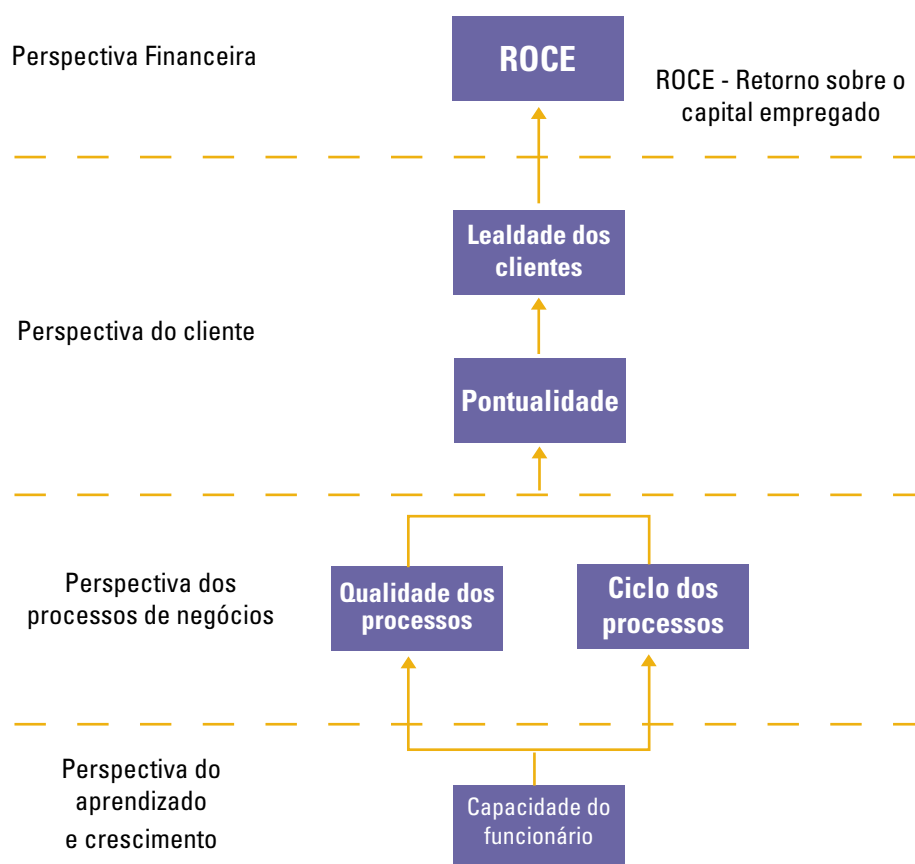 Perspectiva Financeira
ROCE
ROCE - Retorno sobre o
capital empregado
Lealdade dos
clientes
Perspectiva do cliente
Pontualidade
Perspectiva dos
processos de negócios
Qualidade dos
processos
Ciclo dos
processos
Perspectiva do
aprendizado
e crescimento
Capacidade do
funcionário